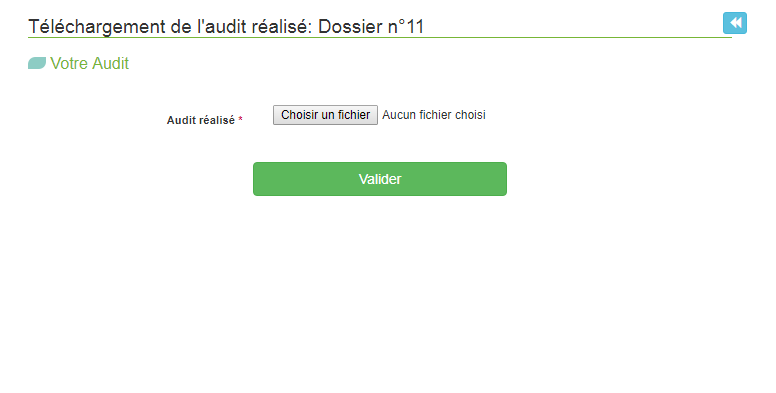 Téléchargement de l'audit réalisé: Dossier n°11
Votre Audit
Audit réalisé * Choisir un fichier Aucun fichier choisi
Valider